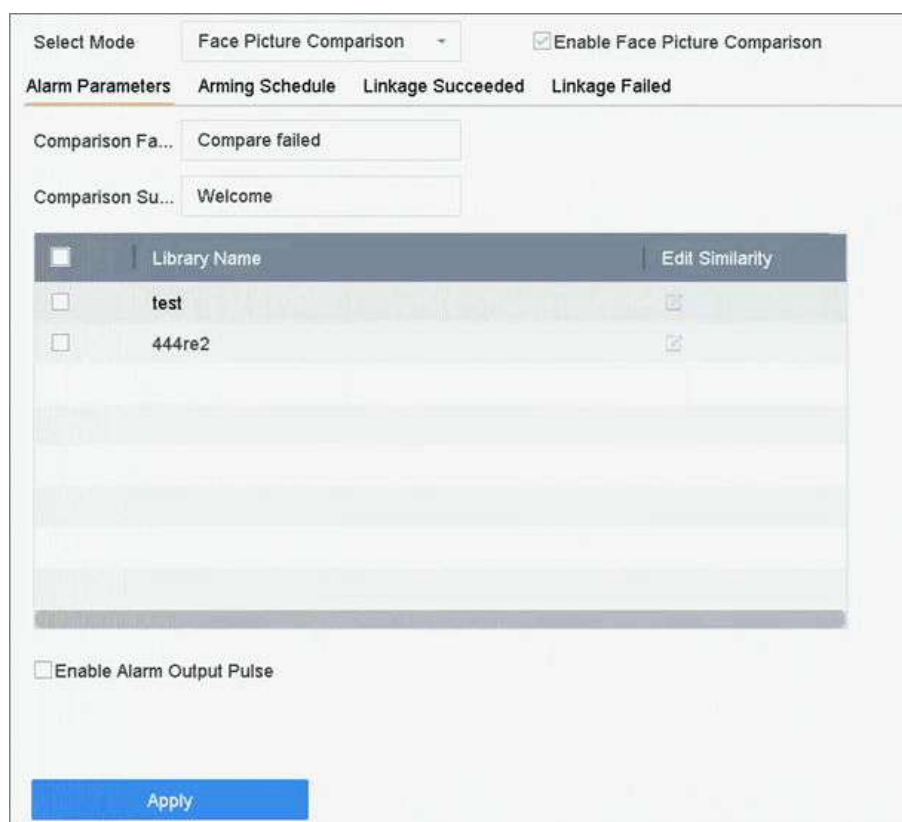 Select Mode Face Picture Comparison Enable Face Picture Comparison
Alarm Parameters Arming Schedule Linkage Succeeded Linkage Failed
Comparison Fa... Compare failed
Comparison Su... Welcome
Library Name Edit Similarity
test
444re2
Enable Alarm Output Pulse
Apply